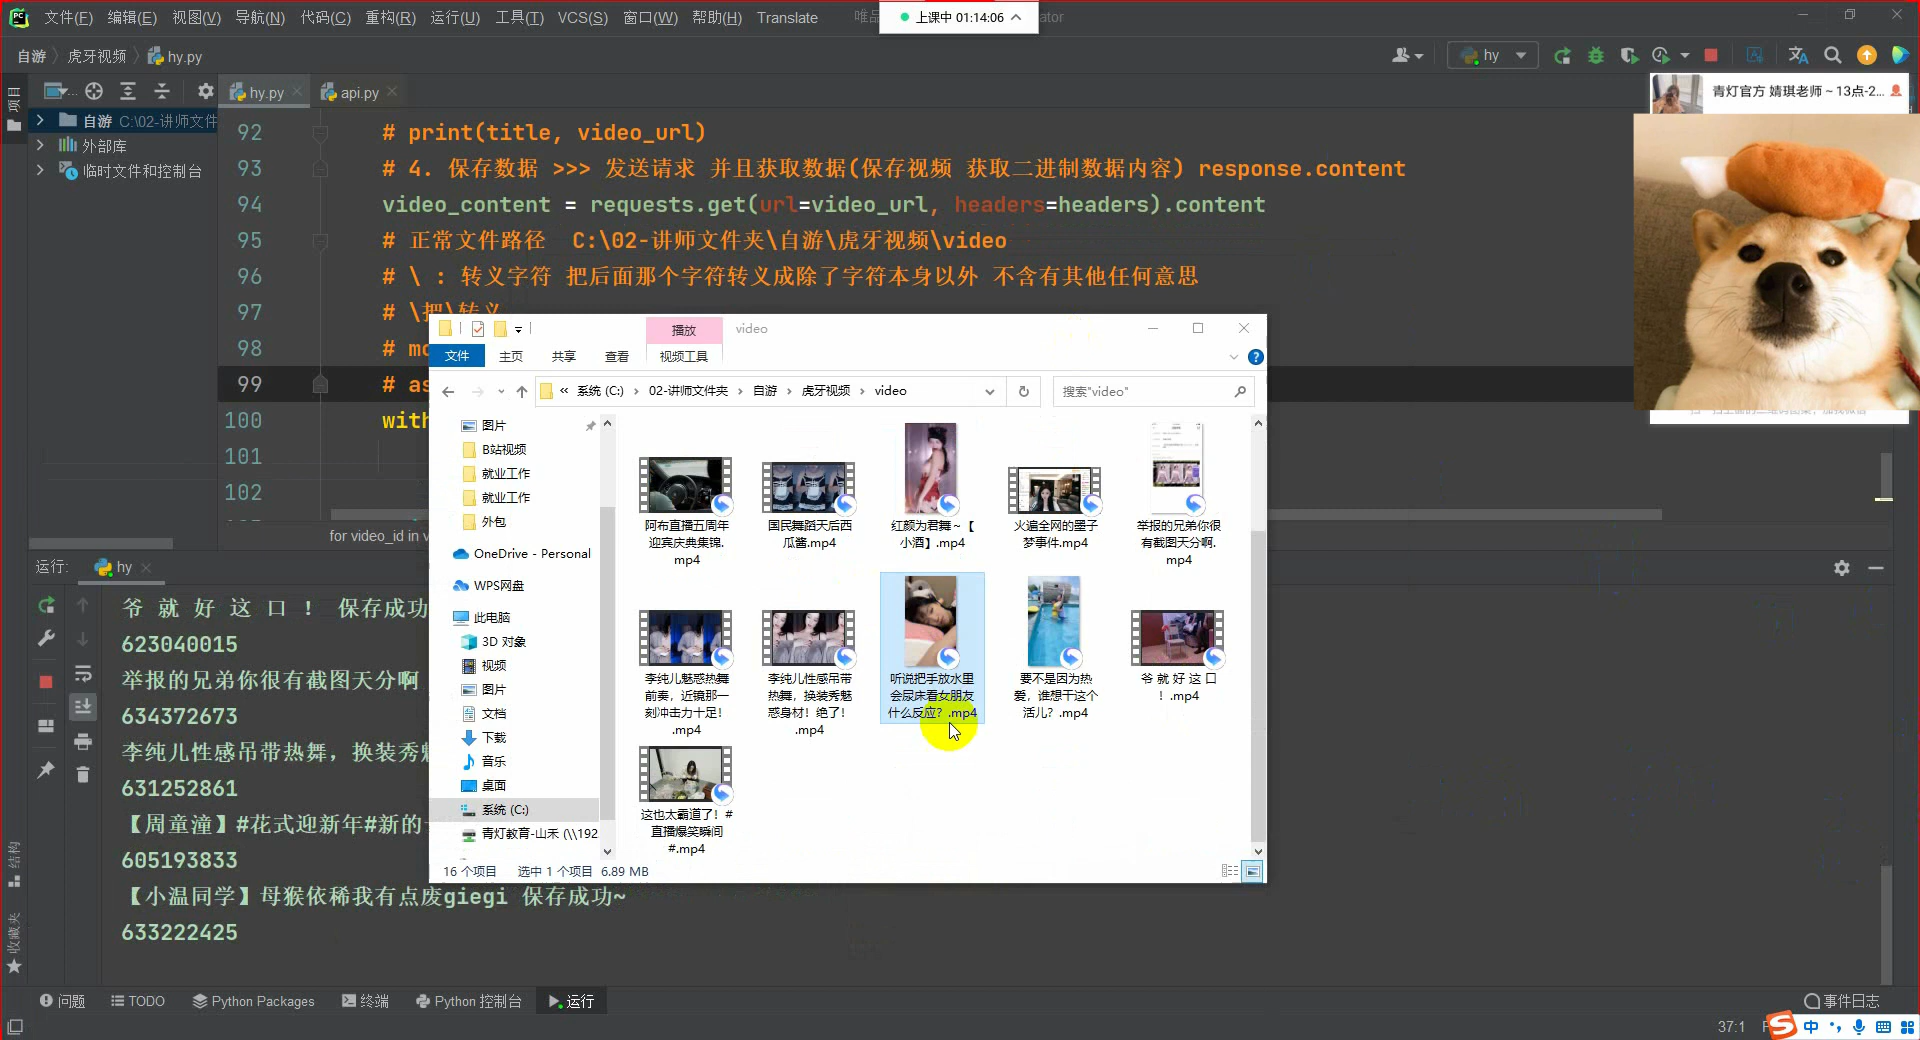 文件(F) 编辑(E) 视图(V) 导航(N) 代码(C) 重构(R) 运行(U) 工具(T) VCS(S) 窗口(W) 帮助(H) Translate
上课中 01:14:06
自游 虎牙视频 hy.py
hy
hy.py
api.py
项目
自游 C:\02-讲师文件
外部库
临时文件和控制台
青灯官方 婧琪老师~13点-2...
92 # print(title, video_url)
93 # 4. 保存数据 >>> 发送请求 并且获取数据(保存视频 获取二进制数据内容) response.content
94 video_content = requests.get(url=video_url, headers=headers).content
95 # 正常文件路径 C:\02-讲师文件夹\自游\虎牙视频\video
96 # \ : 转义字符 把后面那个字符转义成除了字符本身以外 不含有其他任何意思
97 # \把\转义
98
99
100 with
101
102
for video_id in v
播放
video
文件 主页 共享 查看 视频工具
« 系统 (C:) › 02-讲师文件夹 › 自游 › 虎牙视频 › video
搜索"video"
图片
B站视频
就业工作
就业工作
外包
OneDrive - Personal
WPS网盘
此电脑
3D 对象
视频
图片
文档
下载
音乐
桌面
系统 (C:)
青灯教育-山禾 (\\192
阿布直播五周年
迎宾庆典集锦.
mp4
国民舞蹈天后西
瓜酱.mp4
红颜为君舞~【
小酒】.mp4
火遍全网的墨子
梦事件.mp4
举报的兄弟你很
有截图天分啊.
mp4
李纯儿魅惑热舞
前奏，近镜那一
刻冲击力十足！
.mp4
李纯儿性感吊带
热舞，换装秀魅
惑身材！绝了！
.mp4
听说把手放水里
会尿床看女朋友
什么反应？.mp4
要不是因为热
爱，谁想干这个
活儿？.mp4
爷 就 好 这 口
！.mp4
这也太霸道了！#
直播爆笑瞬间
#.mp4
16 个项目 选中 1 个项目 6.89 MB
运行: hy
爷 就 好 这 口 ！ 保存成功
623040015
举报的兄弟你很有截图天分啊
634372673
李纯儿性感吊带热舞，换装秀魅
631252861
【周童潼】#花式迎新年#新的
605193833
【小温同学】母猴依稀我有点废giegi 保存成功~
633222425
结构
收藏夹
问题 TODO Python Packages 终端 Python 控制台 运行
事件日志
37:1
中